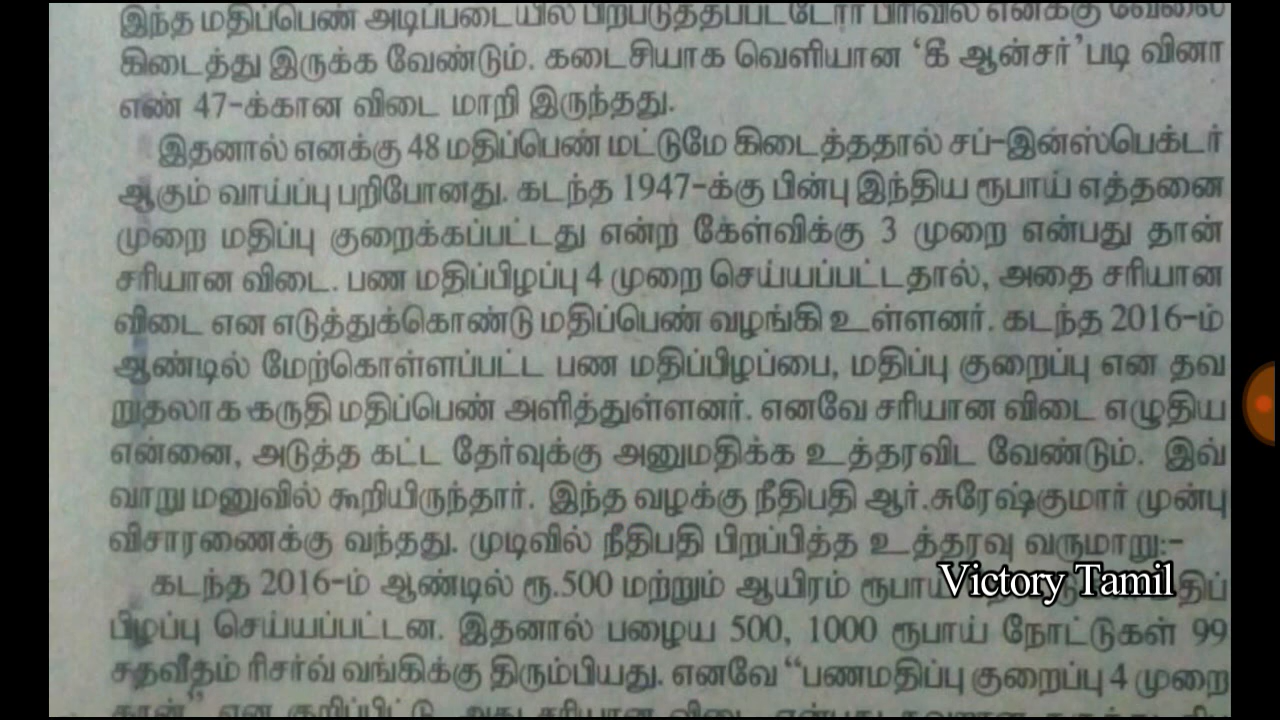 இந்த மதிப்பெண் அடிப்படையில் பிற்படுத்தப்பட்டோர் பிரிவில் எனக்கு வேலை
கிடைத்து இருக்க வேண்டும். கடைசியாக வெளியான ‘கீ ஆன்சர்’ படி வினா
எண் 47-க்கான விடை மாறி இருந்தது.
இதனால் எனக்கு 48 மதிப்பெண் மட்டுமே கிடைத்ததால் சப்-இன்ஸ்பெக்டர்
ஆகும் வாய்ப்பு பறிபோனது. கடந்த 1947-க்கு பின்பு இந்திய ரூபாய் எத்தனை
முறை மதிப்பு குறைக்கப்பட்டது என்ற கேள்விக்கு 3 முறை என்பது தான்
சரியான விடை. பண மதிப்பிழப்பு 4 முறை செய்யப்பட்டதால், அதை சரியான
விடை என எடுத்துக்கொண்டு மதிப்பெண் வழங்கி உள்ளனர். கடந்த 2016-ம்
ஆண்டில் மேற்கொள்ளப்பட்ட பண மதிப்பிழப்பை, மதிப்பு குறைப்பு என தவ
றுதலாக கருதி மதிப்பெண் அளித்துள்ளனர். எனவே சரியான விடை எழுதிய
என்னை, அடுத்த கட்ட தேர்வுக்கு அனுமதிக்க உத்தரவிட வேண்டும். இவ்
வாறு மனுவில் கூறியிருந்தார். இந்த வழக்கு நீதிபதி ஆர்.சுரேஷ்குமார் முன்பு
விசாரணைக்கு வந்தது. முடிவில் நீதிபதி பிறப்பித்த உத்தரவு வருமாறு:-
கடந்த 2016-ம் ஆண்டில் ரூ.500 மற்றும் ஆயிரம் ரூபாய்
Victory Tamil
பிழப்பு செய்யப்பட்டன. இதனால் பழைய 500, 1000 ரூபாய் நோட்டுகள் 99
சதவீதம் ரிசர்வ் வங்கிக்கு திரும்பியது. எனவே “பணமதிப்பு குறைப்பு 4 முறை
தான்” என குறிப்பிட்டு, அது சரியான விடை என்பது தவறான